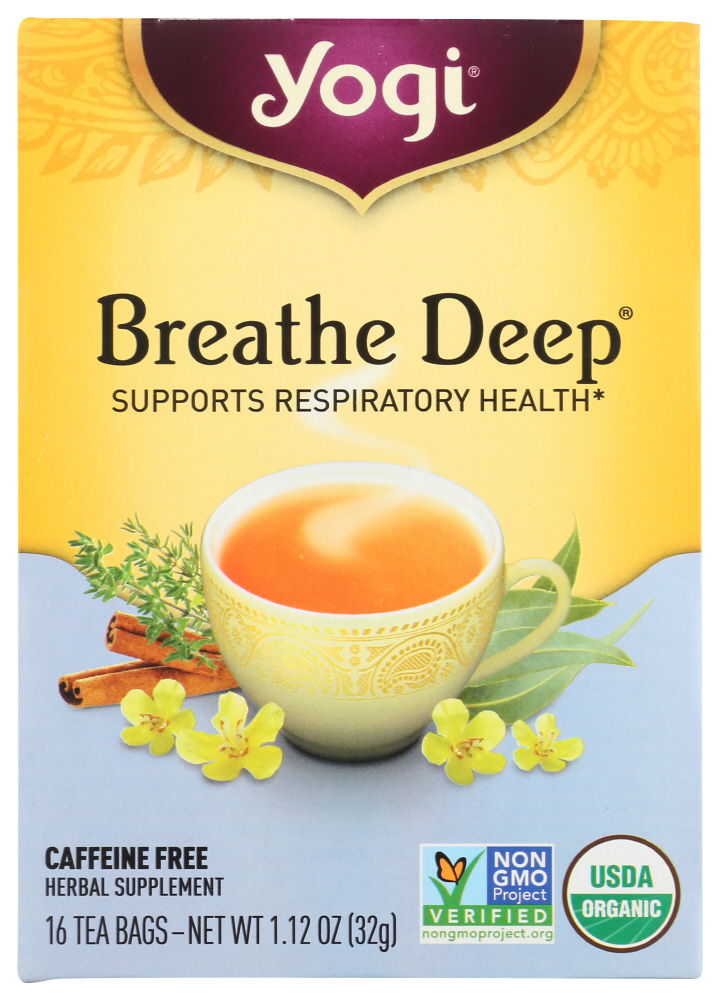 yogi®
Breathe Deep®
SUPPORTS RESPIRATORY HEALTH*
CAFFEINE FREE
HERBAL SUPPLEMENT
16 TEA BAGS – NET WT 1.12 OZ (32g)
NON
GMO
Project
VERIFIED
nongmoproject.org
USDA
ORGANIC